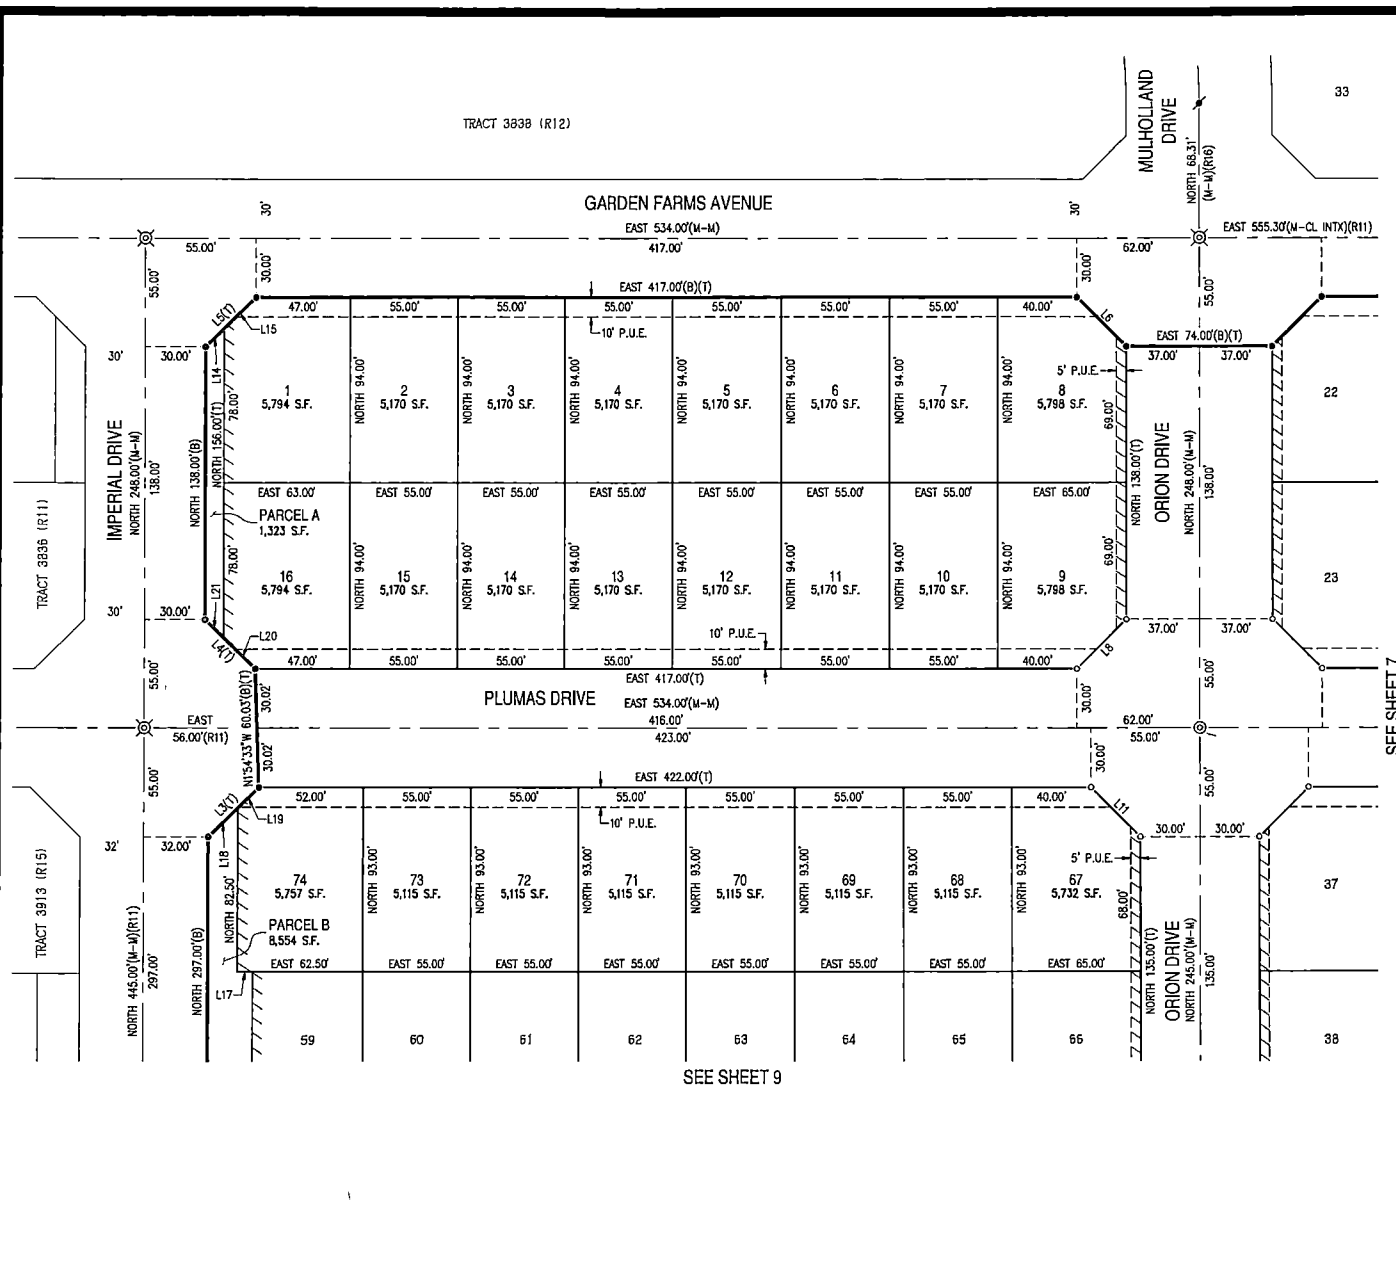 33
TRACT 3838 (R12)
MULHOLLAND
DRIVE
NORTH 68.31'
(M-M)(R16)
30'
GARDEN FARMS AVENUE
30'
EAST 534.00'(M-M)
EAST 555.30'(M-CL INTX)(R11)
55.00'
417.00'
62.00'
55.00'
30.00'
30.00'
55.00'
EAST 417.00'(B)(T)
L5(T)
47.00'
55.00'
55.00'
55.00'
55.00'
55.00'
55.00'
40.00'
L6
L15
10' P.U.E.
EAST 74.00'(B)(T)
30'
30.00'
37.00'
37.00'
L14
5' P.U.E.
NORTH 94.00'
NORTH 94.00'
NORTH 94.00'
NORTH 94.00'
NORTH 94.00'
NORTH 94.00'
NORTH 94.00'
1
5,794 S.F.
2
5,170 S.F.
3
5,170 S.F.
4
5,170 S.F.
5
5,170 S.F.
6
5,170 S.F.
7
5,170 S.F.
8
5,798 S.F.
22
78.00'
69.00'
IMPERIAL DRIVE
NORTH 248.00'(M-M)
138.00'
NORTH 138.00'(B)
NORTH 156.00'(T)
NORTH 138.00'(T)
ORION DRIVE
NORTH 248.00'(M-M)
138.00'
EAST 63.00'
EAST 55.00'
EAST 55.00'
EAST 55.00'
EAST 55.00'
EAST 55.00'
EAST 55.00'
EAST 65.00'
PARCEL A
1,323 S.F.
TRACT 3836 (R11)
78.00'
69.00'
NORTH 94.00'
NORTH 94.00'
NORTH 94.00'
NORTH 94.00'
NORTH 94.00'
NORTH 94.00'
NORTH 94.00'
16
5,794 S.F.
15
5,170 S.F.
14
5,170 S.F.
13
5,170 S.F.
12
5,170 S.F.
11
5,170 S.F.
10
5,170 S.F.
9
5,798 S.F.
23
L21
30'
30.00'
37.00'
37.00'
L20
10' P.U.E.
L4(T)
L8
47.00'
55.00'
55.00'
55.00'
55.00'
55.00'
55.00'
40.00'
EAST 417.00'(T)
55.00'
N1°54'33"W 60.03'(B)(T)
30.02'
PLUMAS DRIVE
EAST 534.00'(M-M)
30.00'
55.00'
SEE SHEET 7
EAST
56.00'(R11)
416.00'
423.00'
62.00'
55.00'
55.00'
30.02'
30.00'
55.00'
EAST 422.00'(T)
L3(T)
52.00'
55.00'
55.00'
55.00'
55.00'
55.00'
55.00'
40.00'
L11
L19
10' P.U.E.
32'
32.00'
30.00'
30.00'
L18
5' P.U.E.
NORTH 93.00'
NORTH 93.00'
NORTH 93.00'
NORTH 93.00'
NORTH 93.00'
NORTH 93.00'
NORTH 93.00'
74
5,757 S.F.
73
5,115 S.F.
72
5,115 S.F.
71
5,115 S.F.
70
5,115 S.F.
69
5,115 S.F.
68
5,115 S.F.
67
5,732 S.F.
37
TRACT 3913 (R15)
NORTH 82.50'
68.00'
PARCEL B
8,554 S.F.
NORTH 445.00'(M-M)(R11)
297.00'
NORTH 297.00'(B)
EAST 62.50'
EAST 55.00'
EAST 55.00'
EAST 55.00'
EAST 55.00'
EAST 55.00'
EAST 55.00'
EAST 65.00'
NORTH 135.00'(T)
ORION DRIVE
NORTH 245.00'(M-M)
135.00'
L17
59
60
61
62
63
64
65
66
38
SEE SHEET 9